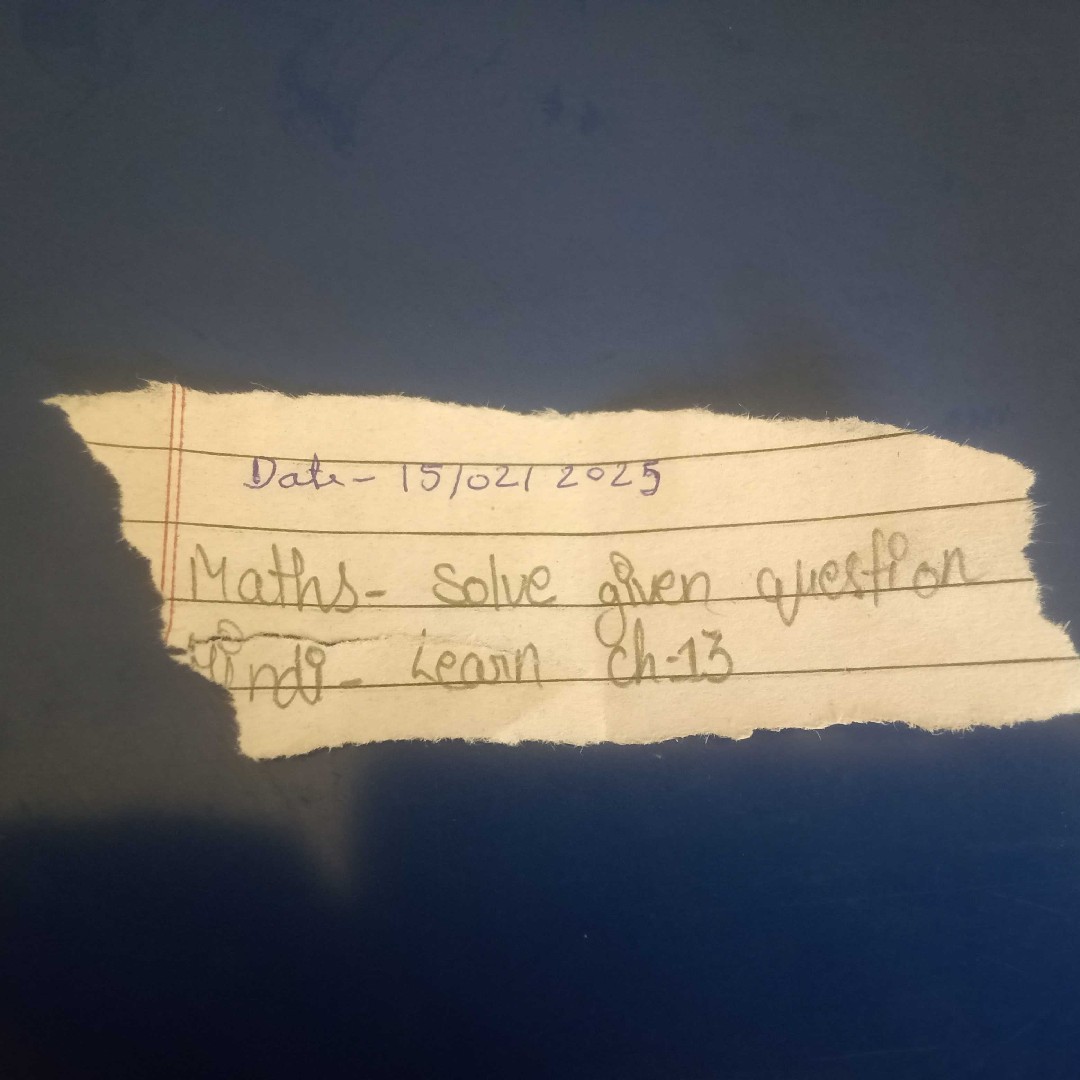 Date- 15/02/2025
Maths- Solve given question
Hindi- Learn Ch-13